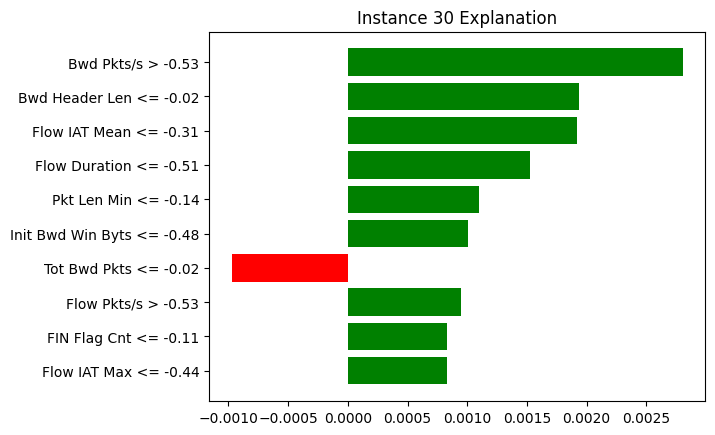 Instance 30 Explanation
Bwd Pkts/s > -0.53
Bwd Header Len <= -0.02
Flow IAT Mean <= -0.31
Flow Duration <= -0.51
Pkt Len Min <= -0.14
Init Bwd Win Byts <= -0.48
Tot Bwd Pkts <= -0.02
Flow Pkts/s > -0.53
FIN Flag Cnt <= -0.11
Flow IAT Max <= -0.44
−0.0010 −0.0005 0.0000 0.0005 0.0010 0.0015 0.0020 0.0025